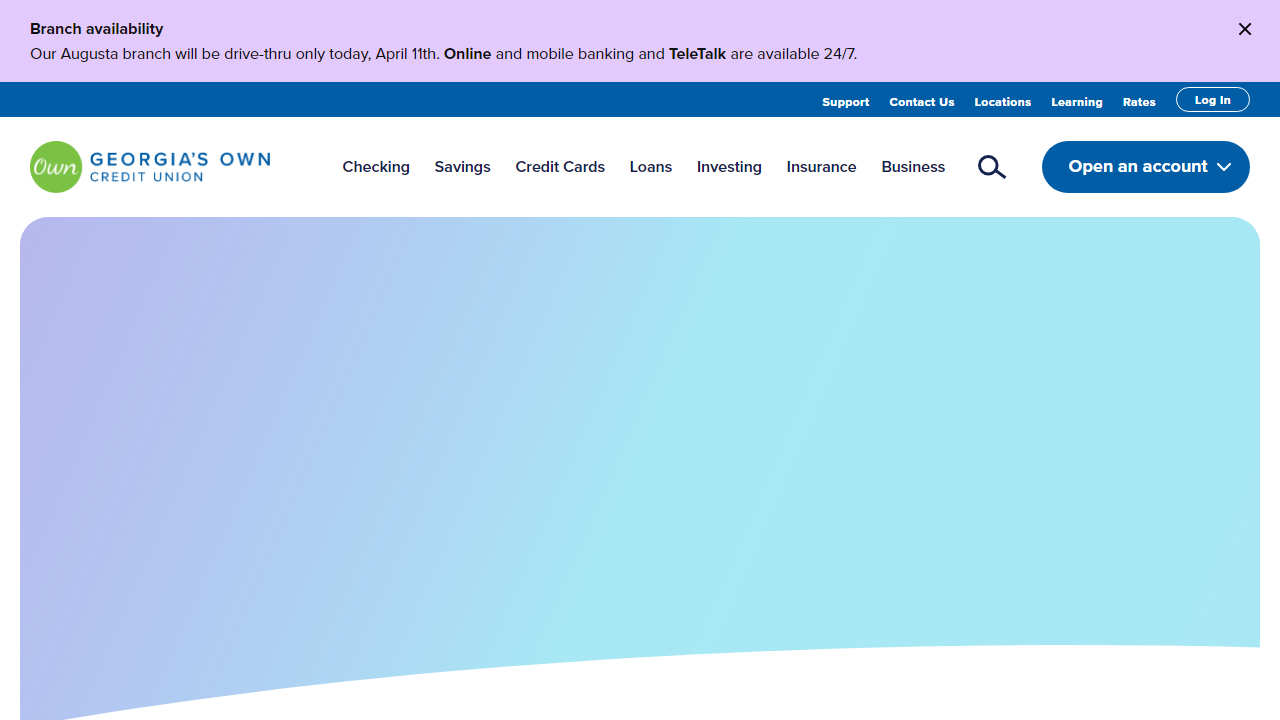 Branch availability
Our Augusta branch will be drive-thru only today, April 11th. Online and mobile banking and TeleTalk are available 24/7.
Support Contact Us Locations Learning Rates Log In
Own GEORGIA'S OWN
CREDIT UNION
Checking Savings Credit Cards Loans Investing Insurance Business Open an account